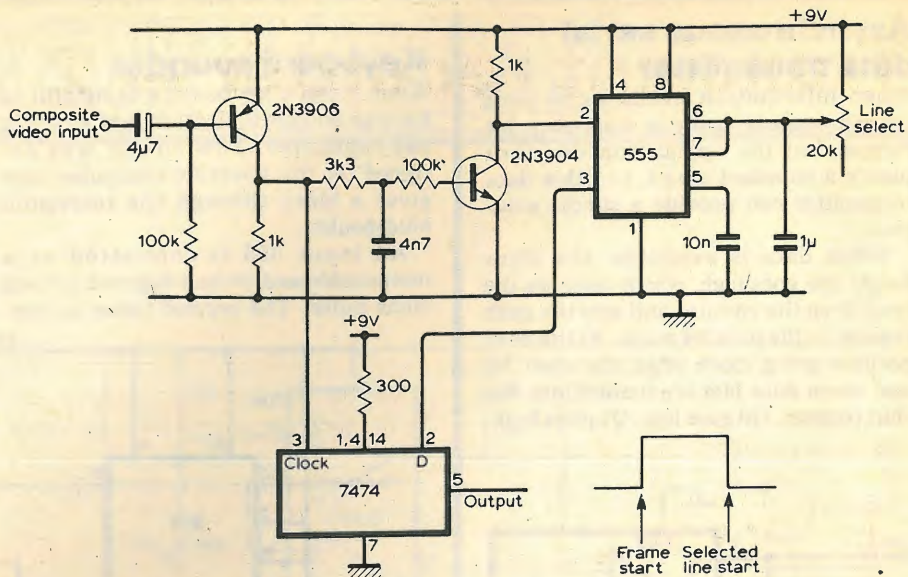 +9V
1k
4
8
Composite
video input
4µ7
2N3906
2
6
Line
select
7
20k
3k3
100k
2N3904
555
3
5
100k
1k
4n7
1
10n
1µ
+9V
300
3
1,4
14
2
Clock
D
7474
5
Output
7
Frame
start
Selected
line start